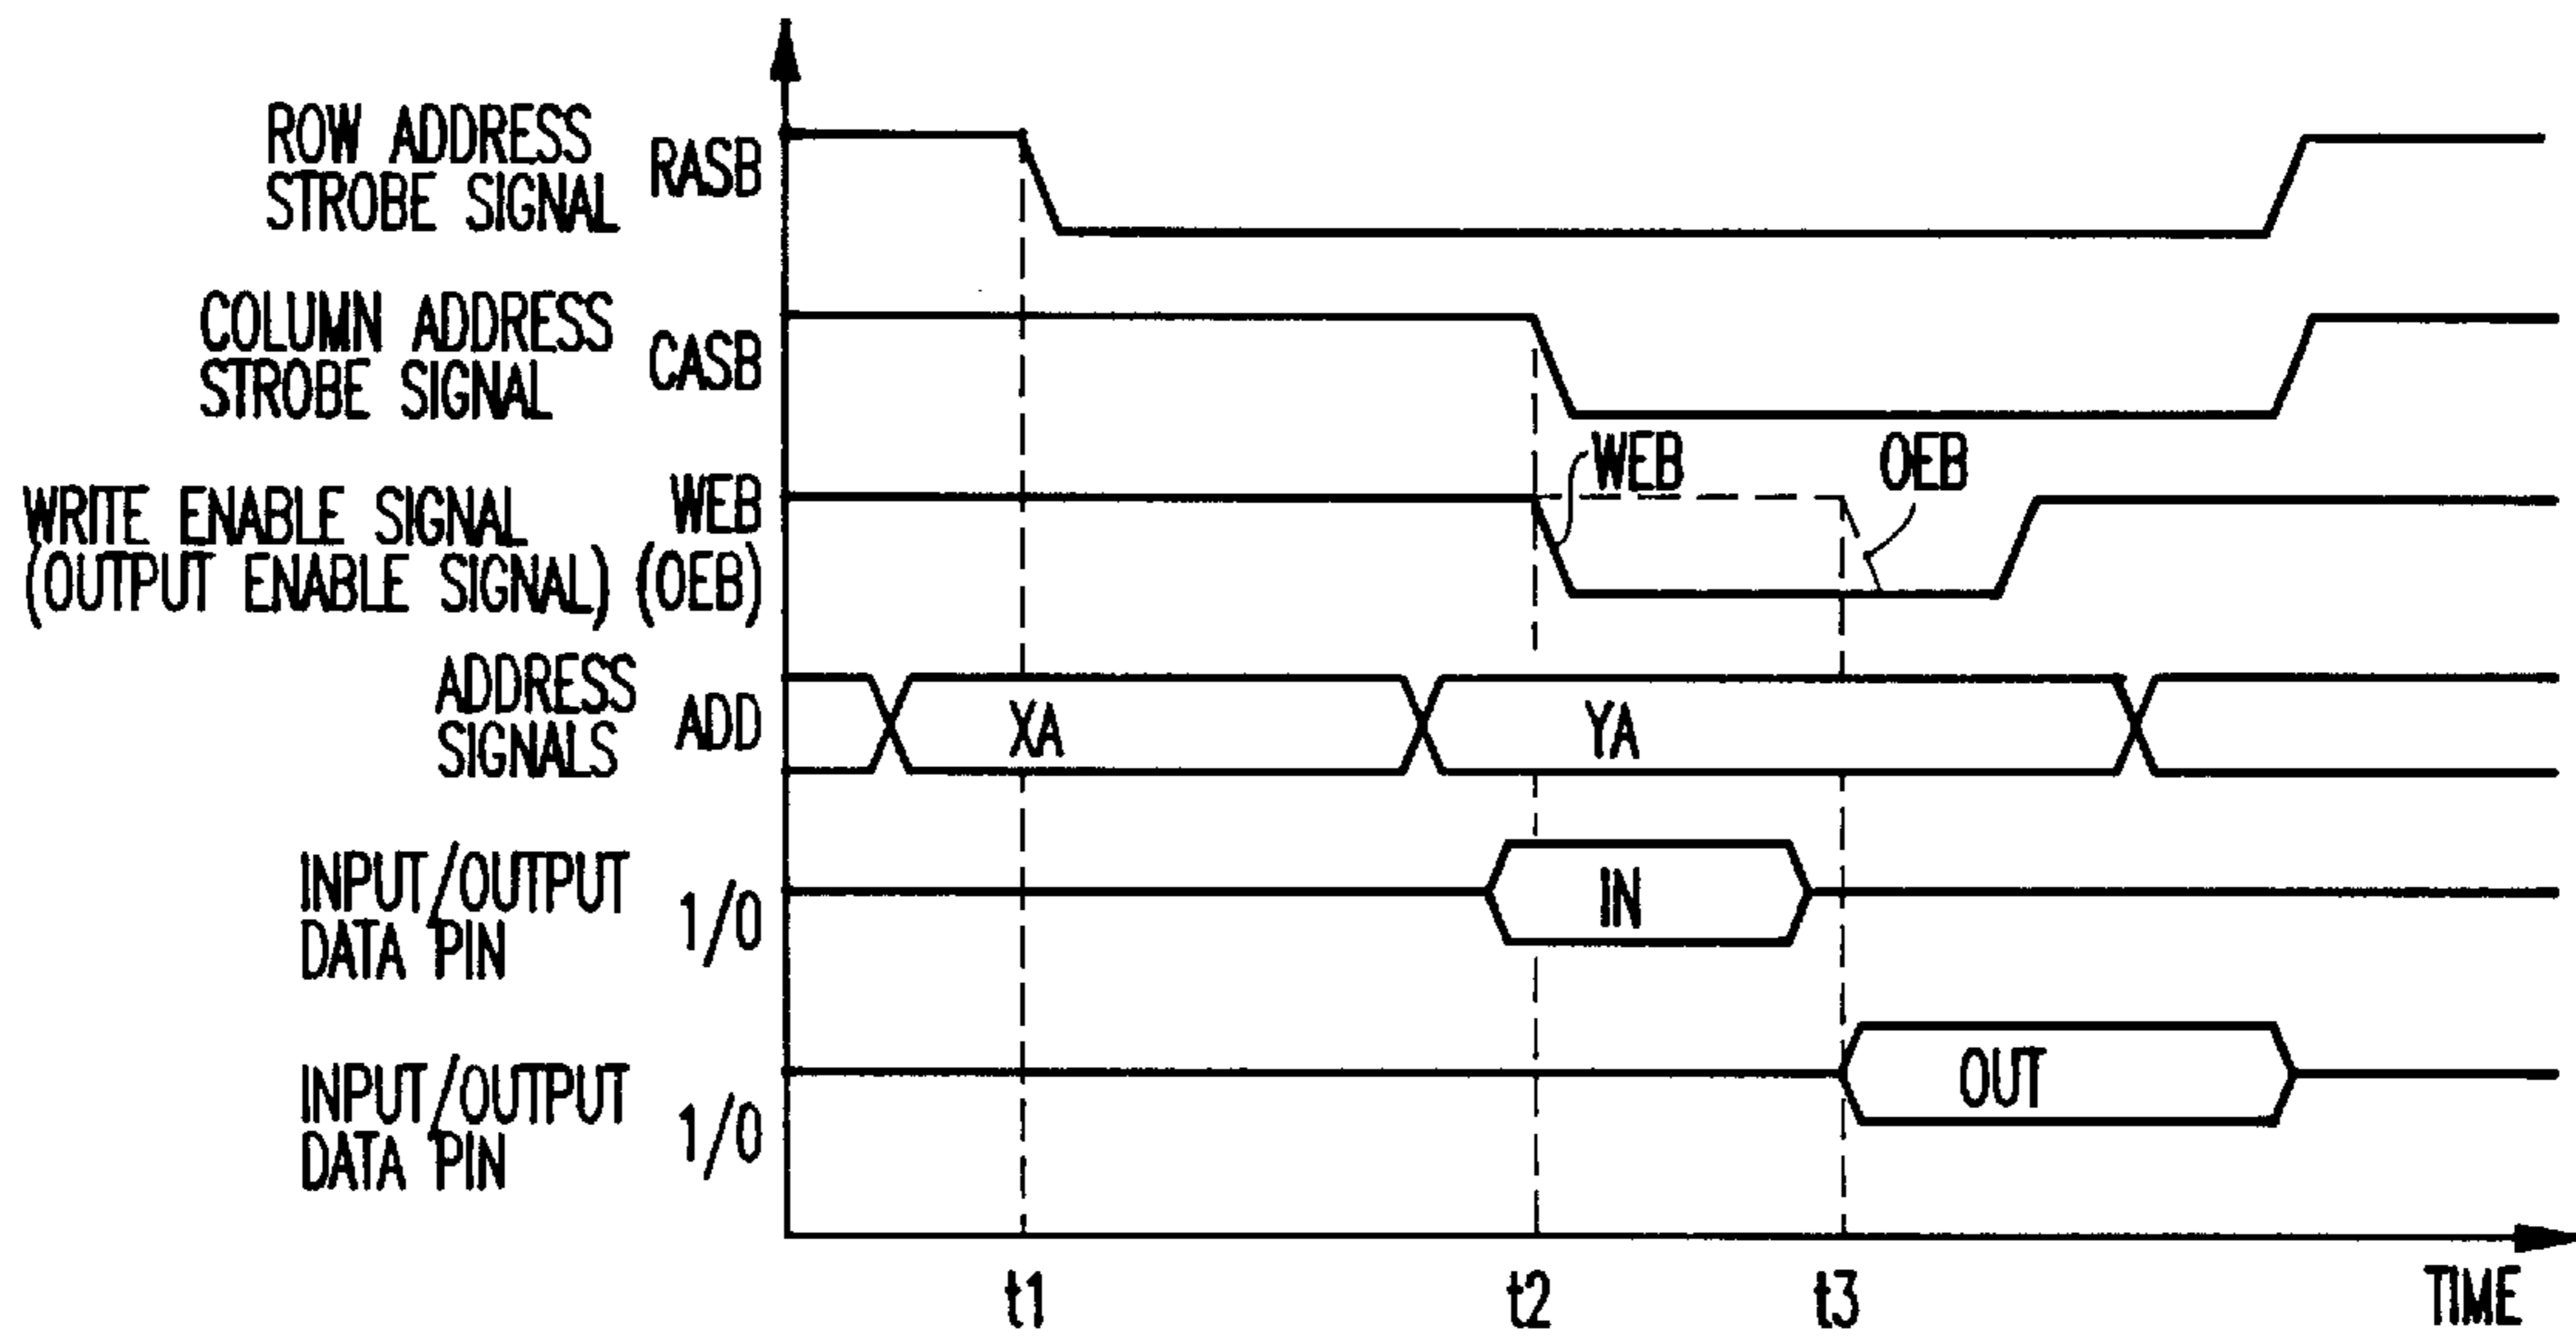 ROW ADDRESS
STROBE SIGNAL
RASB
COLUMN ADDRESS
STROBE SIGNAL
CASB
WEB
OEB
WRITE ENABLE SIGNAL
WEB
(OUTPUT ENABLE SIGNAL) (OEB)
ADDRESS
SIGNALS
ADD
XA
YA
INPUT/OUTPUT
DATA PIN
1/0
IN
INPUT/OUTPUT
DATA PIN
1/0
OUT
t1
t2
t3
TIME